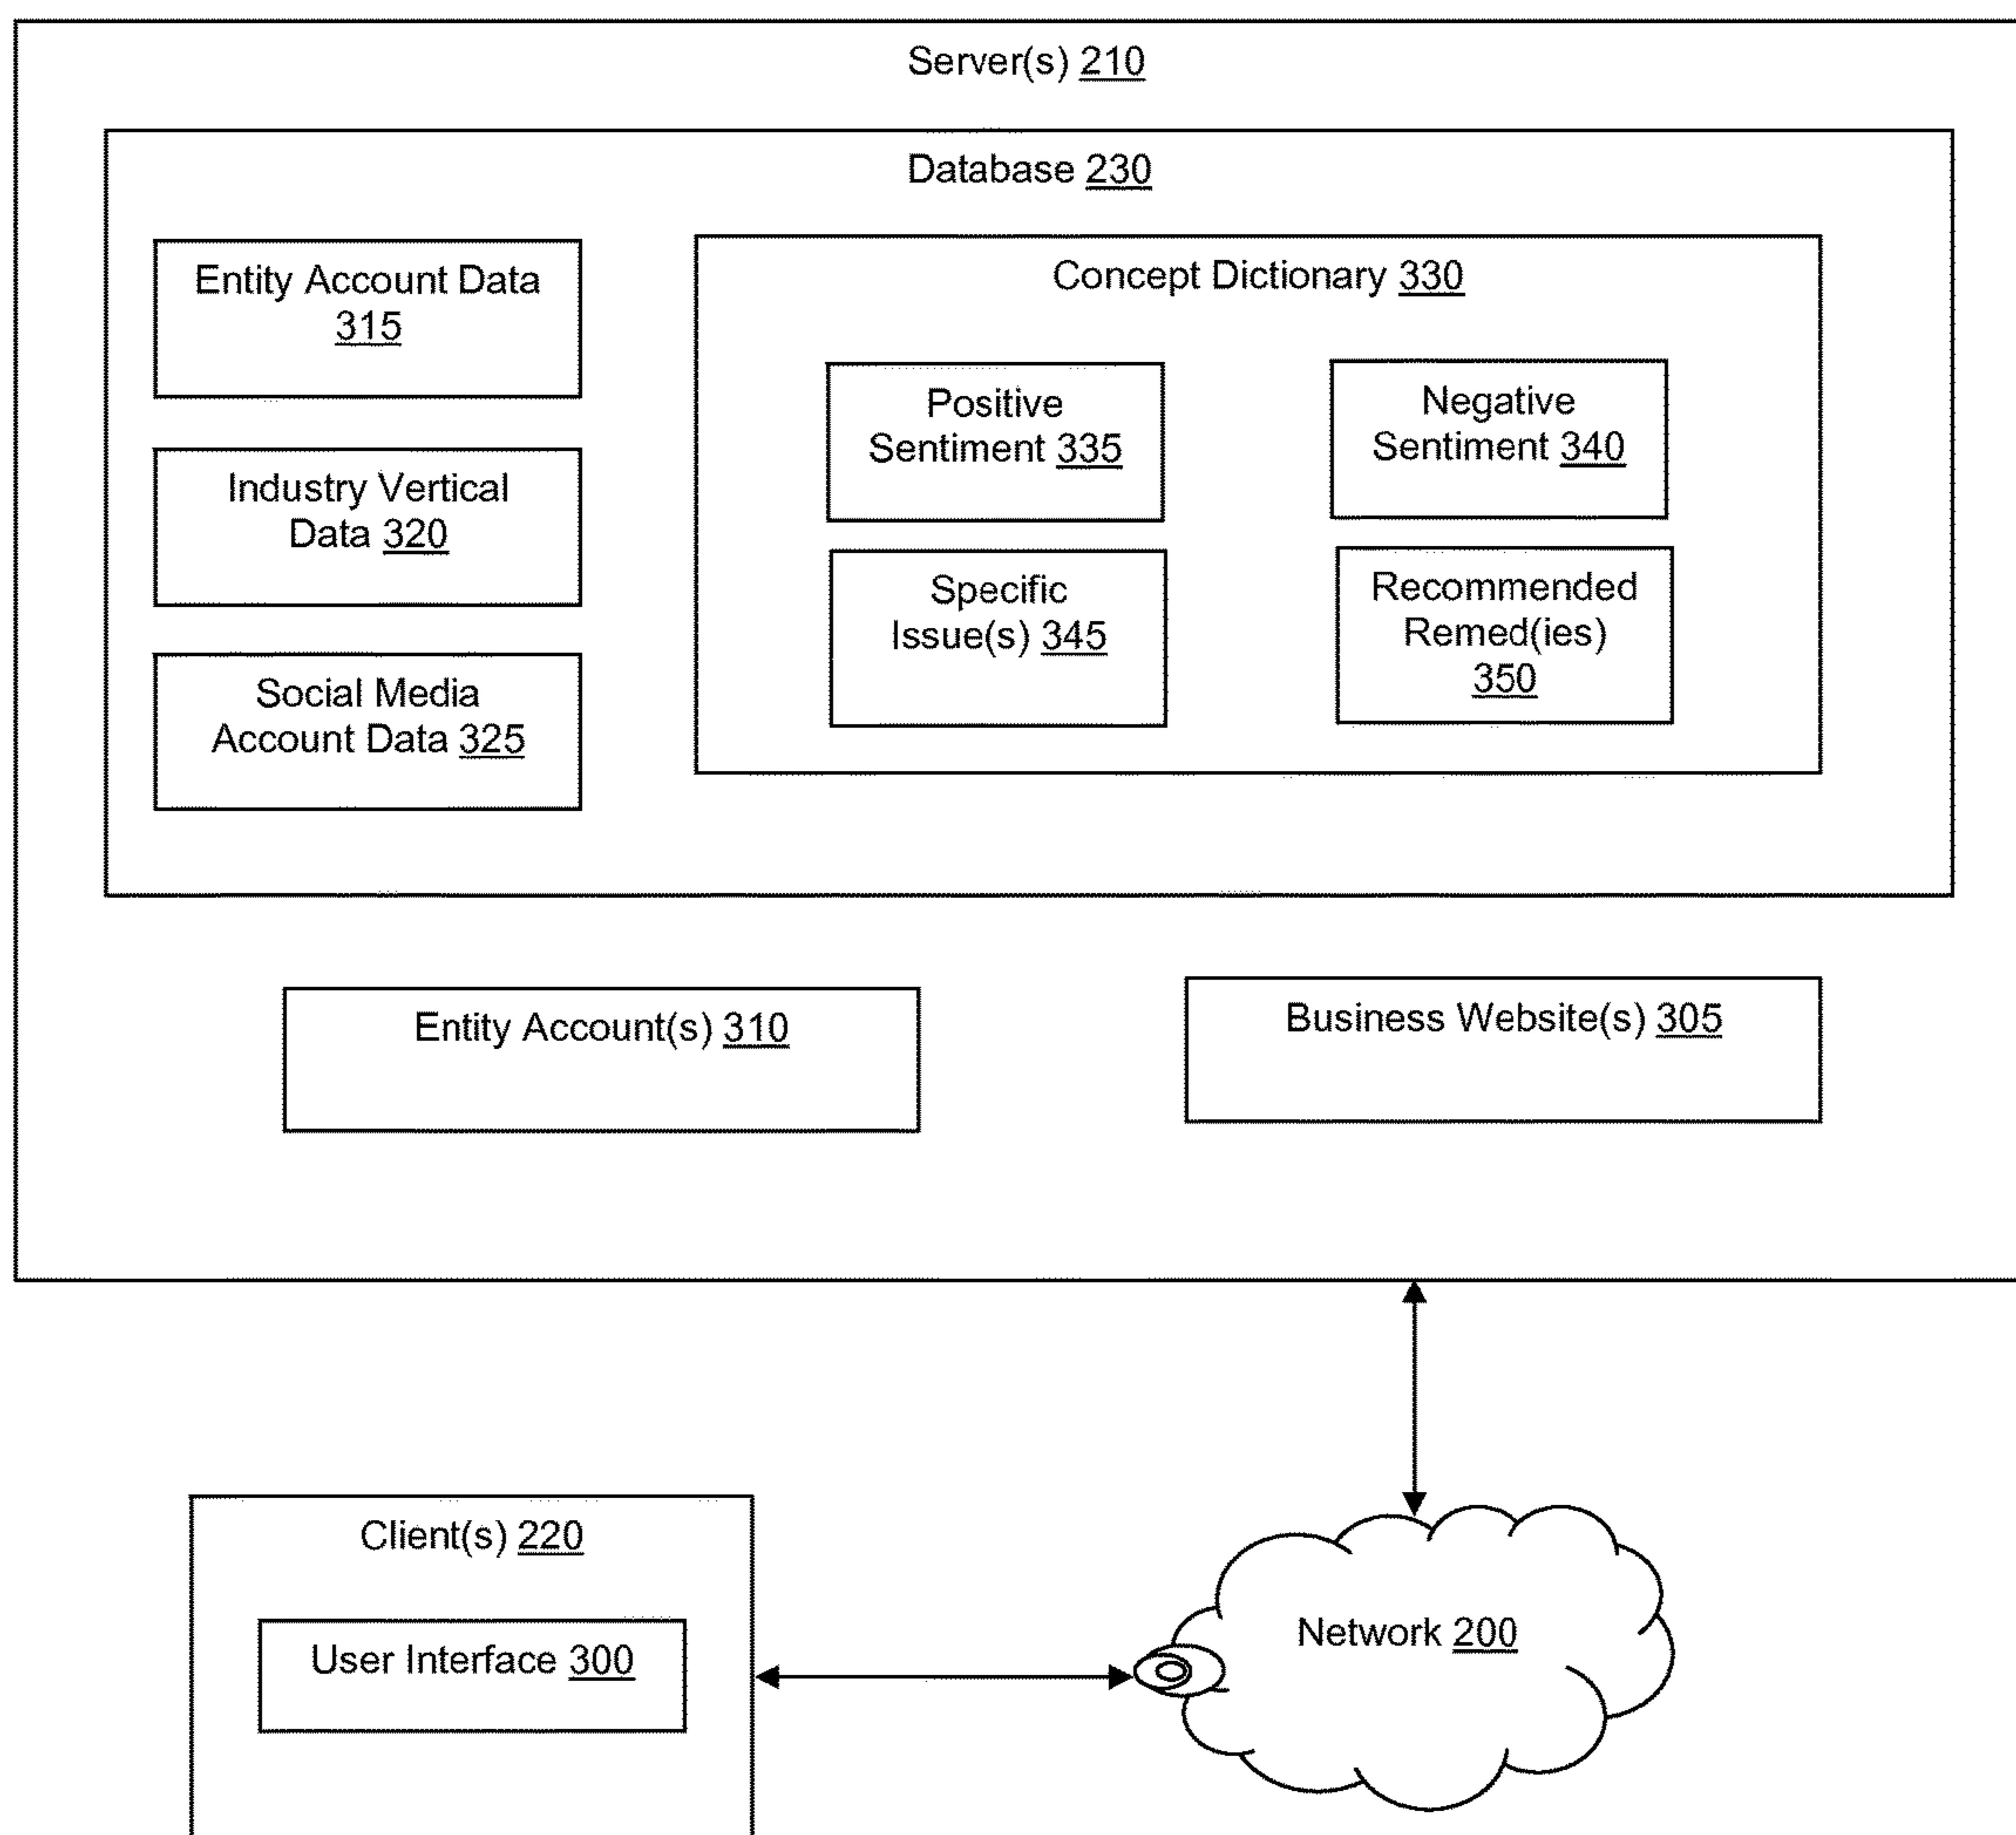 Server(s) 210
Database 230
Entity Account Data
315
Industry Vertical
Data 320
Social Media
Account Data 325
Concept Dictionary 330
Positive
Sentiment 335
Negative
Sentiment 340
Specific
Issue(s) 345
Recommended
Remed(ies)
350
Entity Account(s) 310
Business Website(s) 305
Client(s) 220
User Interface 300
Network 200